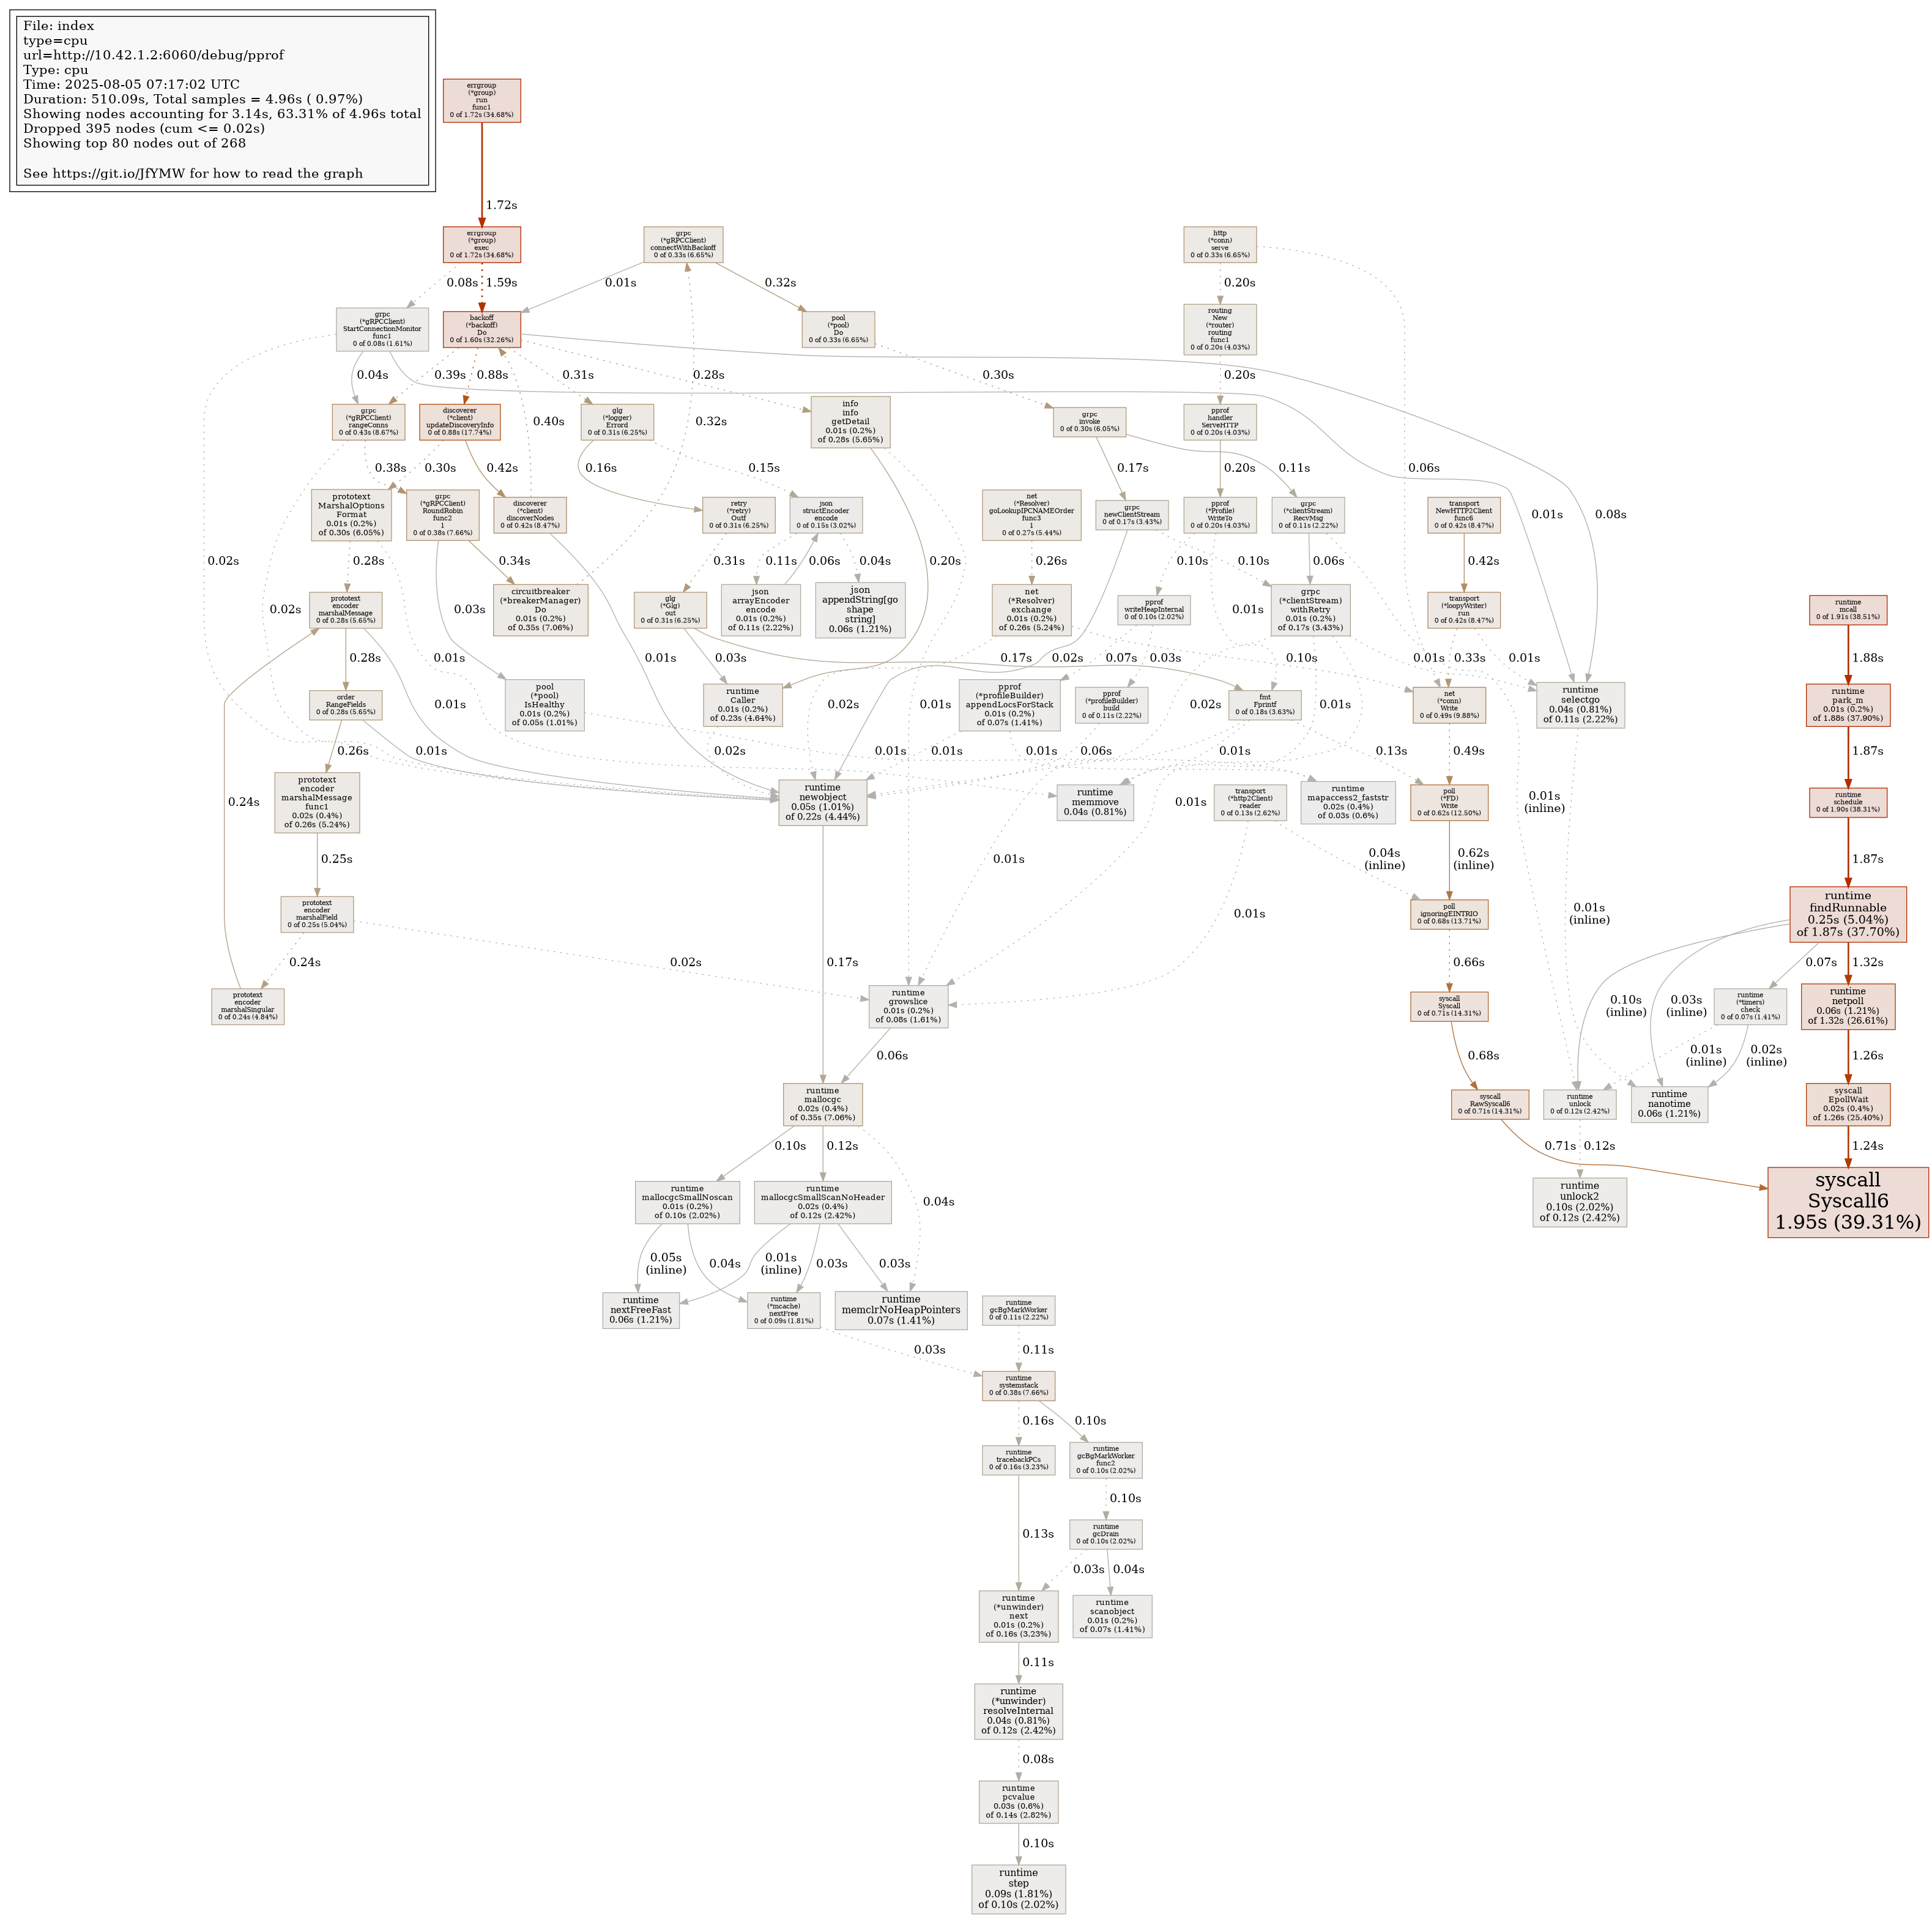 File: index
type=cpu
url=http://10.42.1.2:6060/debug/pprof
Type: cpu
Time: 2025-08-05 07:17:02 UTC
Duration: 510.09s, Total samples = 4.96s ( 0.97%)
Showing nodes accounting for 3.14s, 63.31% of 4.96s total
Dropped 395 nodes (cum <= 0.02s)
Showing top 80 nodes out of 268
See https://git.io/JfYMW for how to read the graph
errgroup
(*group)
run
func1
0 of 1.72s (34.68%)
1.72s
errgroup
(*group)
exec
0 of 1.72s (34.68%)
grpc
(*gRPCClient)
connectWithBackoff
0 of 0.33s (6.65%)
http
(*conn)
serve
0 of 0.33s (6.65%)
0.08s
1.59s
0.01s
0.32s
0.20s
grpc
(*gRPCClient)
StartConnectionMonitor
func1
0 of 0.08s (1.61%)
backoff
(*backoff)
Do
0 of 1.60s (32.26%)
pool
(*pool)
Do
0 of 0.33s (6.65%)
routing
New
(*router)
routing
func1
0 of 0.20s (4.03%)
0.04s
0.39s
0.88s
0.31s
0.28s
0.30s
0.20s
grpc
(*gRPCClient)
rangeConns
0 of 0.43s (8.67%)
discoverer
(*client)
updateDiscoveryInfo
0 of 0.88s (17.74%)
0.40s
glg
(*logger)
Errord
0 of 0.31s (6.25%)
0.32s
info
info
getDetail
0.01s (0.2%)
of 0.28s (5.65%)
grpc
invoke
0 of 0.30s (6.05%)
pprof
handler
ServeHTTP
0 of 0.20s (4.03%)
0.06s
0.01s
0.08s
0.02s
0.38s
0.30s
0.42s
0.16s
0.15s
0.17s
0.11s
0.20s
prototext
MarshalOptions
Format
0.01s (0.2%)
of 0.30s (6.05%)
grpc
(*gRPCClient)
RoundRobin
func2
1
0 of 0.38s (7.66%)
discoverer
(*client)
discoverNodes
0 of 0.42s (8.47%)
retry
(*retry)
Outf
0 of 0.31s (6.25%)
json
structEncoder
encode
0 of 0.15s (3.02%)
0.20s
net
(*Resolver)
goLookupIPCNAMEOrder
func3
1
0 of 0.27s (5.44%)
grpc
newClientStream
0 of 0.17s (3.43%)
pprof
(*Profile)
WriteTo
0 of 0.20s (4.03%)
grpc
(*clientStream)
RecvMsg
0 of 0.11s (2.22%)
transport
NewHTTP2Client
func6
0 of 0.42s (8.47%)
0.28s
0.02s
0.03s
0.34s
0.31s
0.11s
0.06s
0.04s
0.26s
0.10s
0.10s
0.01s
0.06s
0.42s
prototext
encoder
marshalMessage
0 of 0.28s (5.65%)
circuitbreaker
(*breakerManager)
Do
0.01s (0.2%)
of 0.35s (7.06%)
glg
(*Glg)
out
0 of 0.31s (6.25%)
json
arrayEncoder
encode
0.01s (0.2%)
of 0.11s (2.22%)
json
appendString[go
shape
string]
0.06s (1.21%)
net
(*Resolver)
exchange
0.01s (0.2%)
of 0.26s (5.24%)
pprof
writeHeapInternal
0 of 0.10s (2.02%)
grpc
(*clientStream)
withRetry
0.01s (0.2%)
of 0.17s (3.43%)
transport
(*loopyWriter)
run
0 of 0.42s (8.47%)
runtime
mcall
0 of 1.91s (38.51%)
0.28s
0.01s
0.01s
0.03s
0.17s
0.02s
0.07s
0.03s
0.10s
0.01s
0.33s
0.01s
1.88s
order
RangeFields
0 of 0.28s (5.65%)
0.01s
pool
(*pool)
IsHealthy
0.01s (0.2%)
of 0.05s (1.01%)
runtime
Caller
0.01s (0.2%)
of 0.23s (4.64%)
0.02s
0.01s
pprof
(*profileBuilder)
appendLocsForStack
0.01s (0.2%)
of 0.07s (1.41%)
pprof
(*profileBuilder)
build
0 of 0.11s (2.22%)
0.02s
fmt
Fprintf
0 of 0.18s (3.63%)
0.01s
net
(*conn)
Write
0 of 0.49s (9.88%)
runtime
selectgo
0.04s (0.81%)
of 0.11s (2.22%)
runtime
park_m
0.01s (0.2%)
of 1.88s (37.90%)
0.26s
0.01s
0.02s
0.01s
0.01s
0.01s
0.06s
0.01s
0.13s
0.49s
1.87s
prototext
encoder
marshalMessage
func1
0.02s (0.4%)
of 0.26s (5.24%)
0.24s
runtime
newobject
0.05s (1.01%)
of 0.22s (4.44%)
runtime
memmove
0.04s (0.81%)
0.01s
transport
(*http2Client)
reader
0 of 0.13s (2.62%)
runtime
mapaccess2_faststr
0.02s (0.4%)
of 0.03s (0.6%)
poll
(*FD)
Write
0 of 0.62s (12.50%)
0.01s
(inline)
runtime
schedule
0 of 1.90s (38.31%)
0.25s
0.01s
0.04s
(inline)
0.62s
(inline)
1.87s
prototext
encoder
marshalField
0 of 0.25s (5.04%)
0.01s
poll
ignoringEINTRIO
0 of 0.68s (13.71%)
0.01s
(inline)
runtime
findRunnable
0.25s (5.04%)
of 1.87s (37.70%)
0.24s
0.02s
0.17s
0.66s
0.10s
(inline)
0.03s
(inline)
0.07s
1.32s
prototext
encoder
marshalSingular
0 of 0.24s (4.84%)
runtime
growslice
0.01s (0.2%)
of 0.08s (1.61%)
syscall
Syscall
0 of 0.71s (14.31%)
runtime
(*timers)
check
0 of 0.07s (1.41%)
runtime
netpoll
0.06s (1.21%)
of 1.32s (26.61%)
0.06s
0.68s
0.01s
(inline)
0.02s
(inline)
1.26s
runtime
mallocgc
0.02s (0.4%)
of 0.35s (7.06%)
syscall
RawSyscall6
0 of 0.71s (14.31%)
runtime
unlock
0 of 0.12s (2.42%)
runtime
nanotime
0.06s (1.21%)
syscall
EpollWait
0.02s (0.4%)
of 1.26s (25.40%)
0.10s
0.12s
0.04s
0.71s
0.12s
1.24s
runtime
mallocgcSmallNoscan
0.01s (0.2%)
of 0.10s (2.02%)
runtime
mallocgcSmallScanNoHeader
0.02s (0.4%)
of 0.12s (2.42%)
runtime
unlock2
0.10s (2.02%)
of 0.12s (2.42%)
syscall
Syscall6
1.95s (39.31%)
0.05s
(inline)
0.04s
0.01s
(inline)
0.03s
0.03s
runtime
nextFreeFast
0.06s (1.21%)
runtime
(*mcache)
nextFree
0 of 0.09s (1.81%)
runtime
memclrNoHeapPointers
0.07s (1.41%)
runtime
gcBgMarkWorker
0 of 0.11s (2.22%)
0.03s
0.11s
runtime
systemstack
0 of 0.38s (7.66%)
0.16s
0.10s
runtime
tracebackPCs
0 of 0.16s (3.23%)
runtime
gcBgMarkWorker
func2
0 of 0.10s (2.02%)
0.10s
0.13s
runtime
gcDrain
0 of 0.10s (2.02%)
0.03s
0.04s
runtime
(*unwinder)
next
0.01s (0.2%)
of 0.16s (3.23%)
runtime
scanobject
0.01s (0.2%)
of 0.07s (1.41%)
0.11s
runtime
(*unwinder)
resolveInternal
0.04s (0.81%)
of 0.12s (2.42%)
0.08s
runtime
pcvalue
0.03s (0.6%)
of 0.14s (2.82%)
0.10s
runtime
step
0.09s (1.81%)
of 0.10s (2.02%)